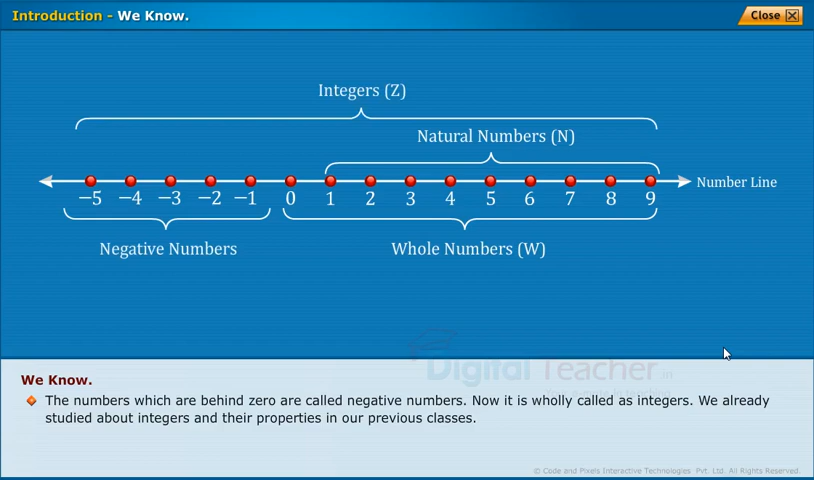 Introduction - We Know.
Close
Integers (Z)
Natural Numbers (N)
Number Line
−5 −4 −3 −2 −1 0 1 2 3 4 5 6 7 8 9
Negative Numbers
Whole Numbers (W)
Digital Teacher
We Know.
The numbers which are behind zero are called negative numbers. Now it is wholly called as integers. We already
studied about integers and their properties in our previous classes.
© Code and Pixels Interactive Technologies Pvt. Ltd. All Rights Reserved.